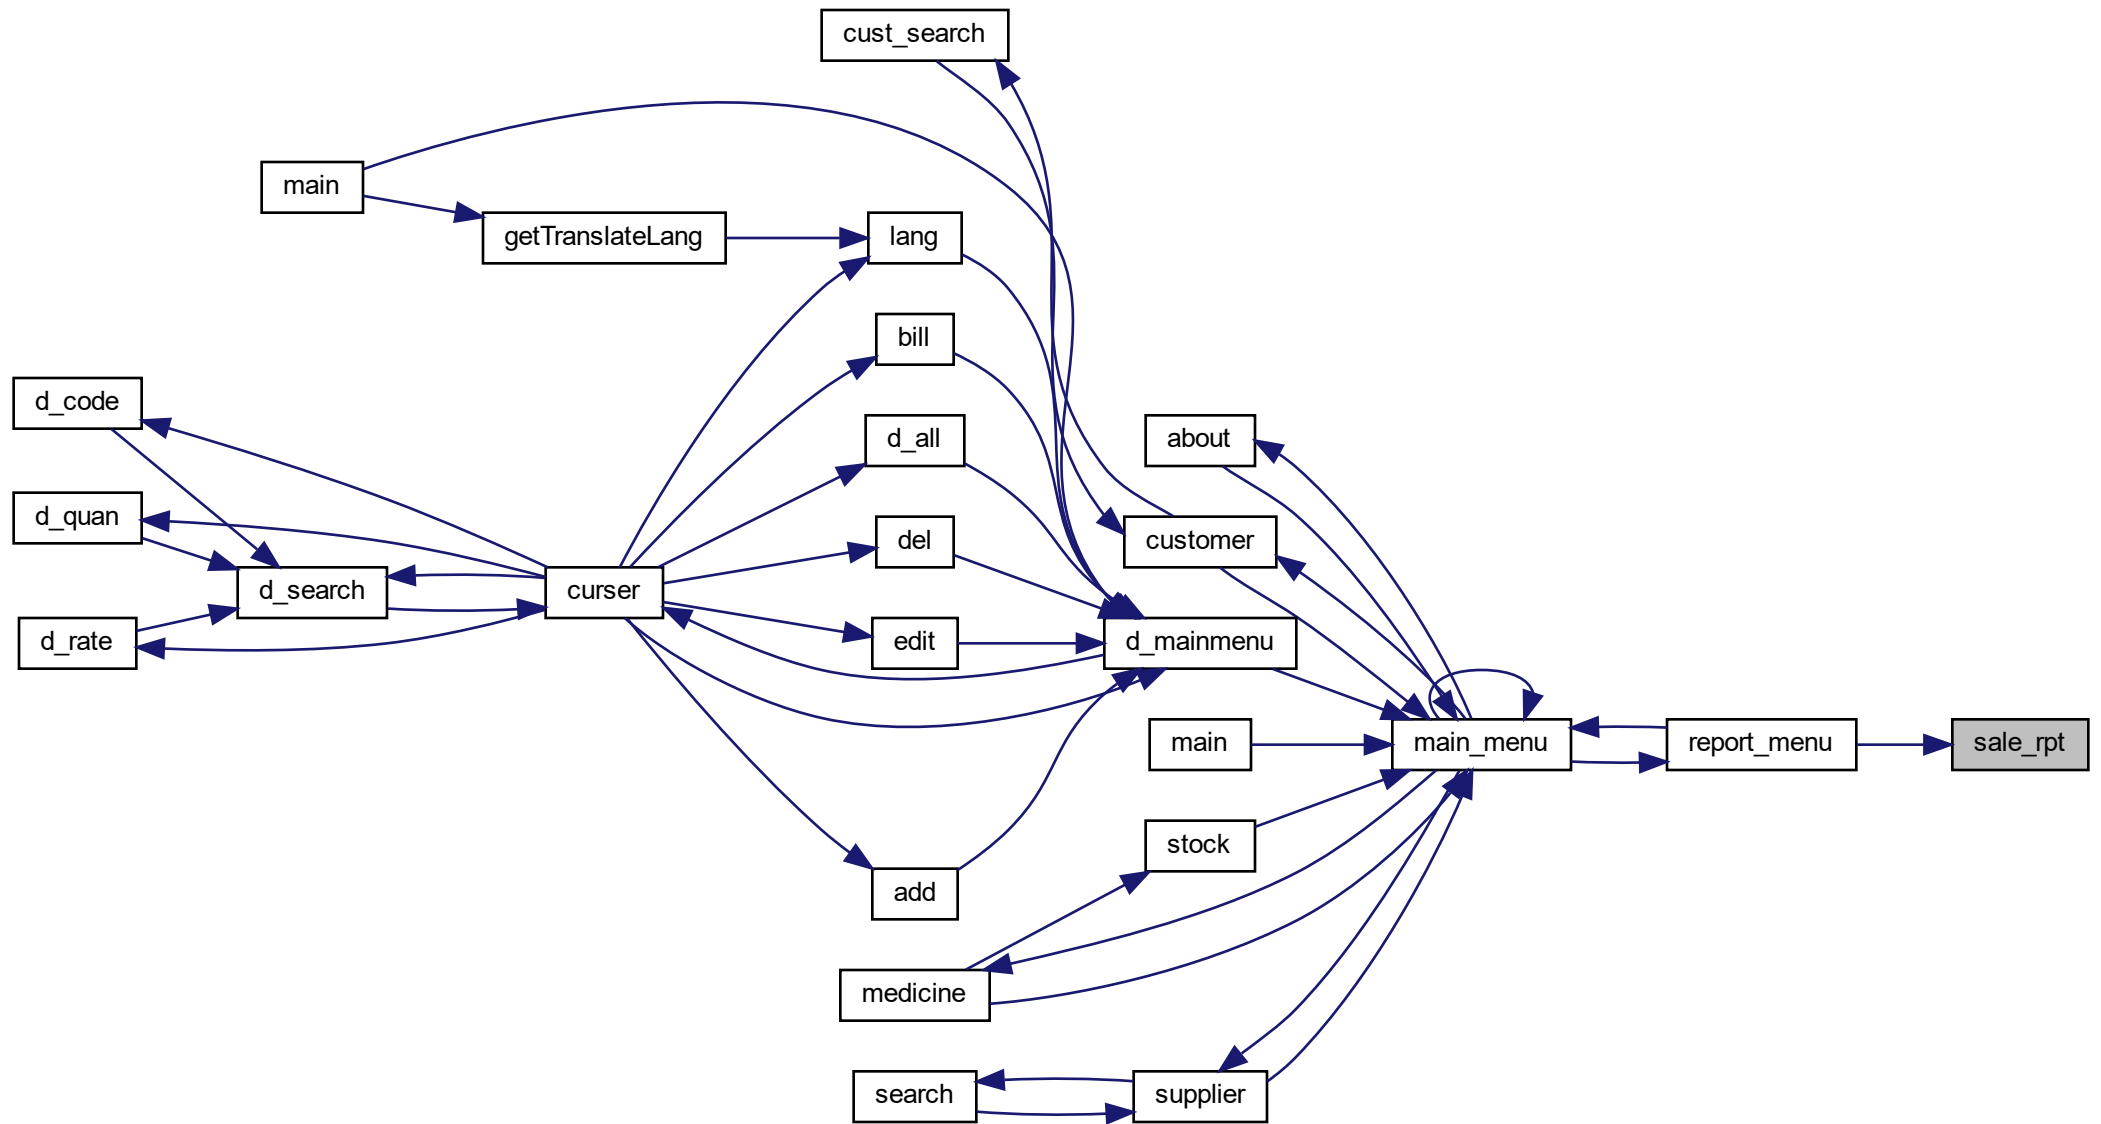 cust_search
main
getTranslateLang
lang
bill
d_code
d_all
about
d_quan
del
customer
d_search
curser
d_rate
edit
d_mainmenu
main
main_menu
report_menu
sale_rpt
stock
add
medicine
search
supplier